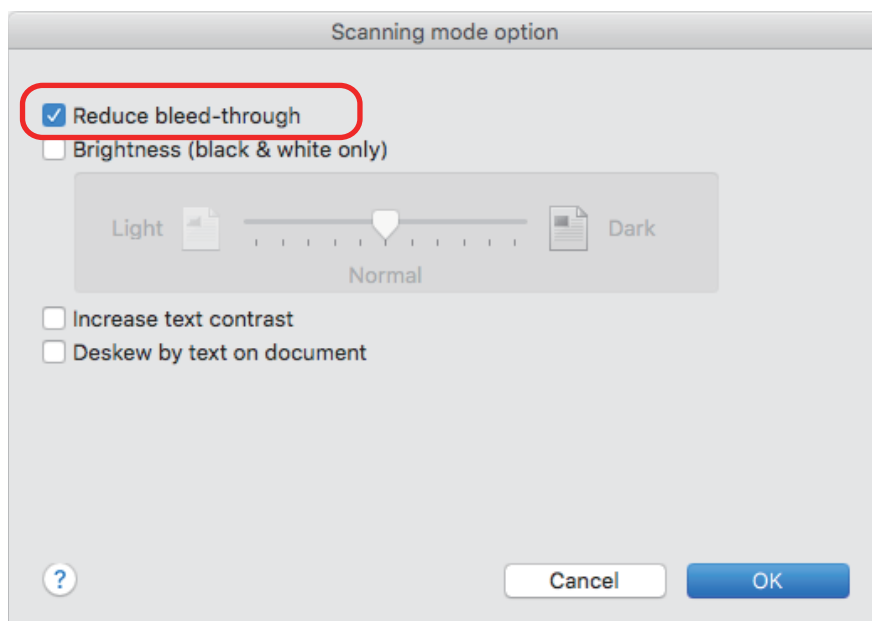 Scanning mode option
Reduce bleed-through
Brightness (black & white only)
Light Dark
Normal
Increase text contrast
Deskew by text on document
? Cancel OK